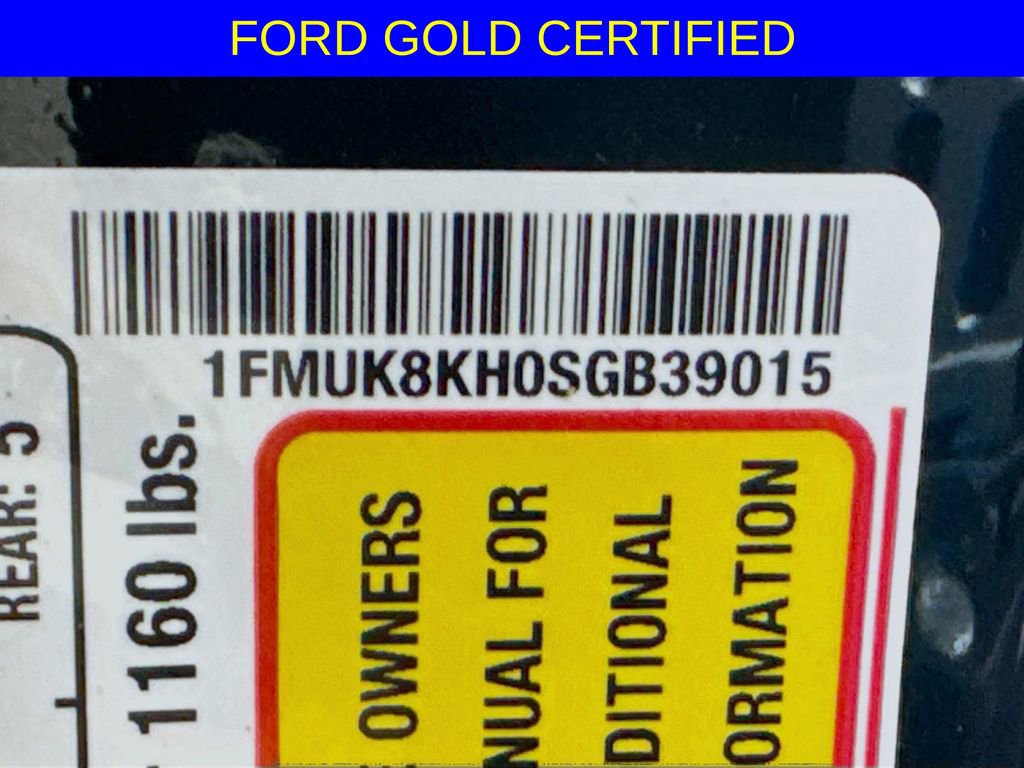 FORD GOLD CERTIFIED
1FMUK8KH0SGB39015
REAR: 5
1160 lbs.
OWNERS
NUAL FOR
DITIONAL
ORMATION